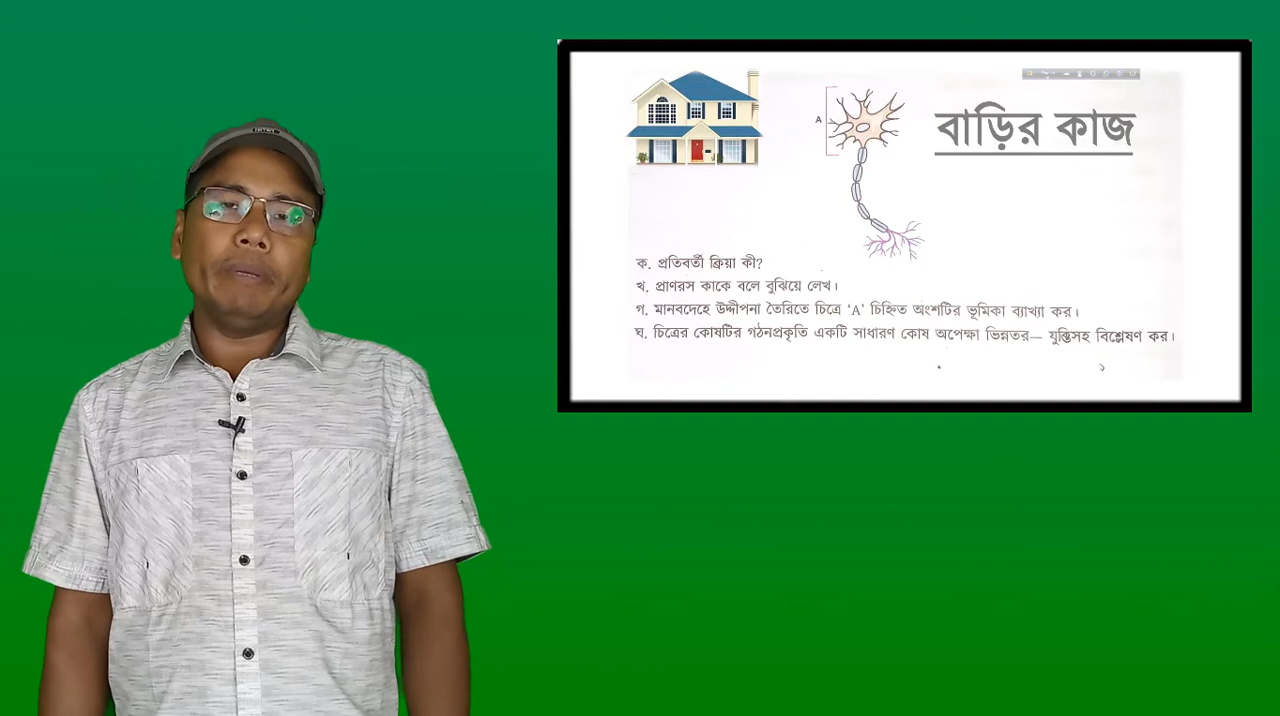 বাড়ির কাজ
A
ক. প্রতিবর্তী ক্রিয়া কী?
খ. প্রাণরস কাকে বলে বুঝিয়ে লেখ।
গ. মানবদেহে উদ্দীপনা তৈরিতে চিত্রে ‘A’ চিহ্নিত অংশটির ভূমিকা ব্যাখ্যা কর।
ঘ. চিত্রের কোষটির গঠনপ্রকৃতি একটি সাধারণ কোষ অপেক্ষা ভিন্নতর— যুক্তিসহ বিশ্লেষণ কর।
১